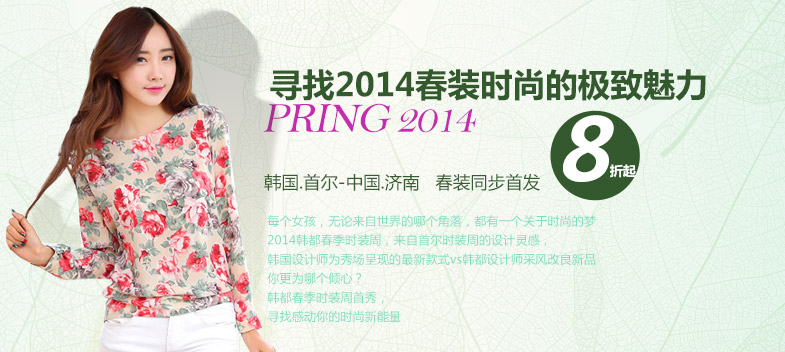 寻找2014春装时尚的极致魅力
PRING 2014
8折起
韩国.首尔-中国.济南 春装同步首发
每个女孩，无论来自世界的哪个角落，都有一个关于时尚的梦
2014韩都春季时装周，来自首尔时装周的设计灵感，
韩国设计师为秀场呈现的最新款式vs韩都设计师采风改良新品
你更为哪个倾心？
韩都春季时装周首秀，
寻找感动你的时尚新能量